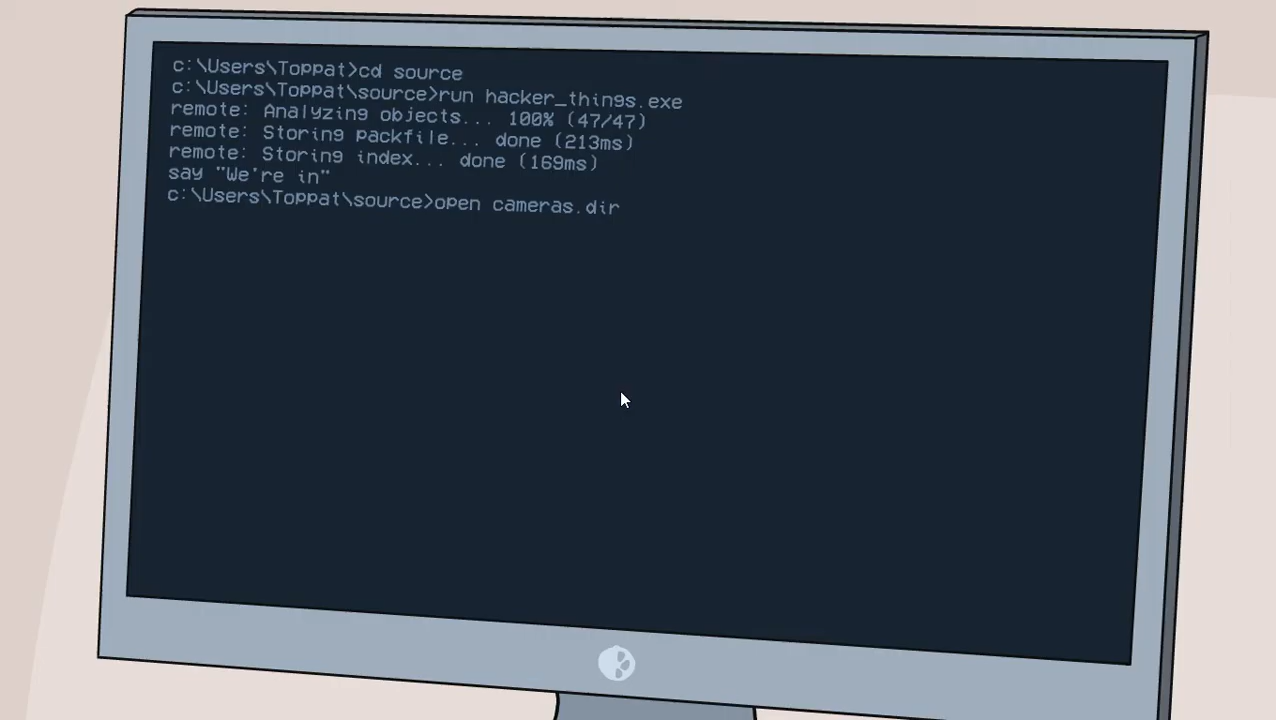 c:\Users\Toppat>cd source
c:\Users\Toppat\source>run hacker_things.exe
remote: Analyzing objects... 100% (47/47)
remote: Storing packfile... done (213ms)
remote: Storing index... done (169ms)
say "We're in"
c:\Users\Toppat\source>open cameras.dir